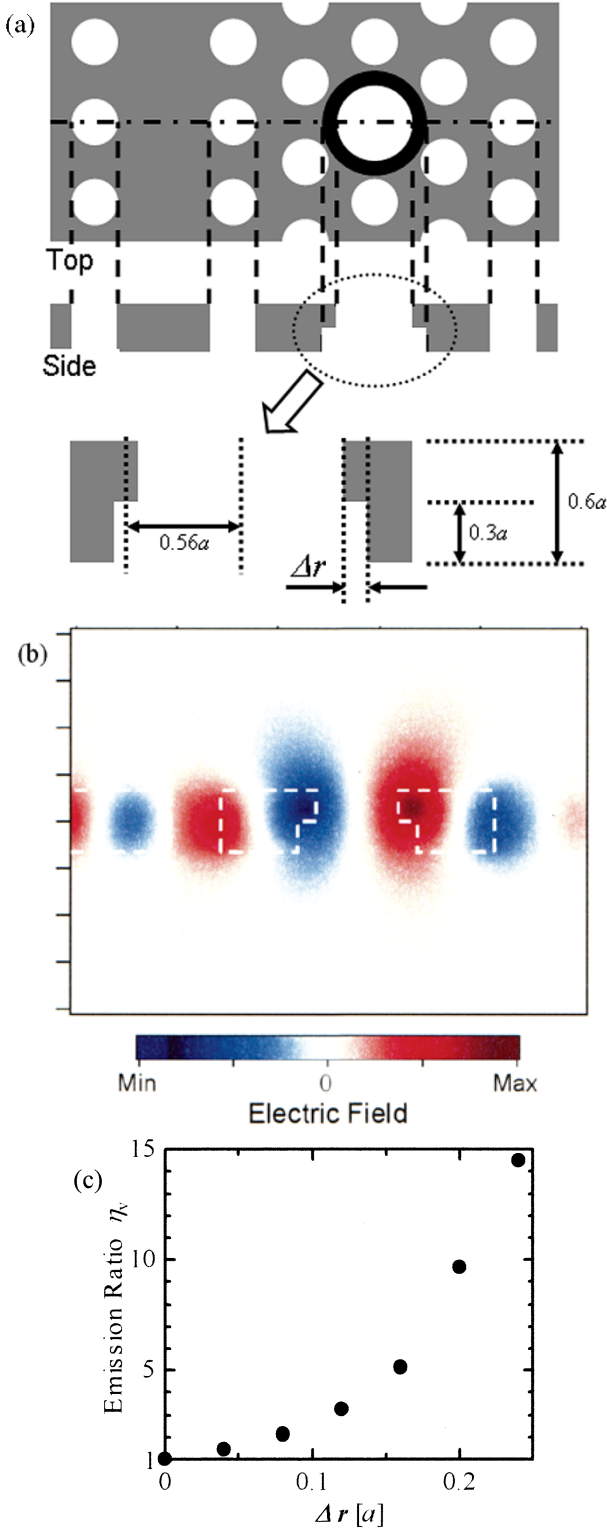 (a)
Top
Side
0.56a
Δr
0.3a
0.6a
(b)
Min 0 Max
Electric Field
(c)
Emission Ratio ηv
15
10
5
1
0 0.1 0.2
Δr [a]